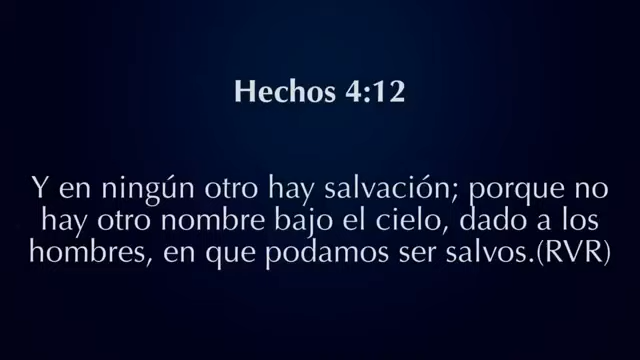 Hechos 4:12
Y en ningún otro hay salvación; porque no
hay otro nombre bajo el cielo, dado a los
hombres, en que podamos ser salvos.(RVR)